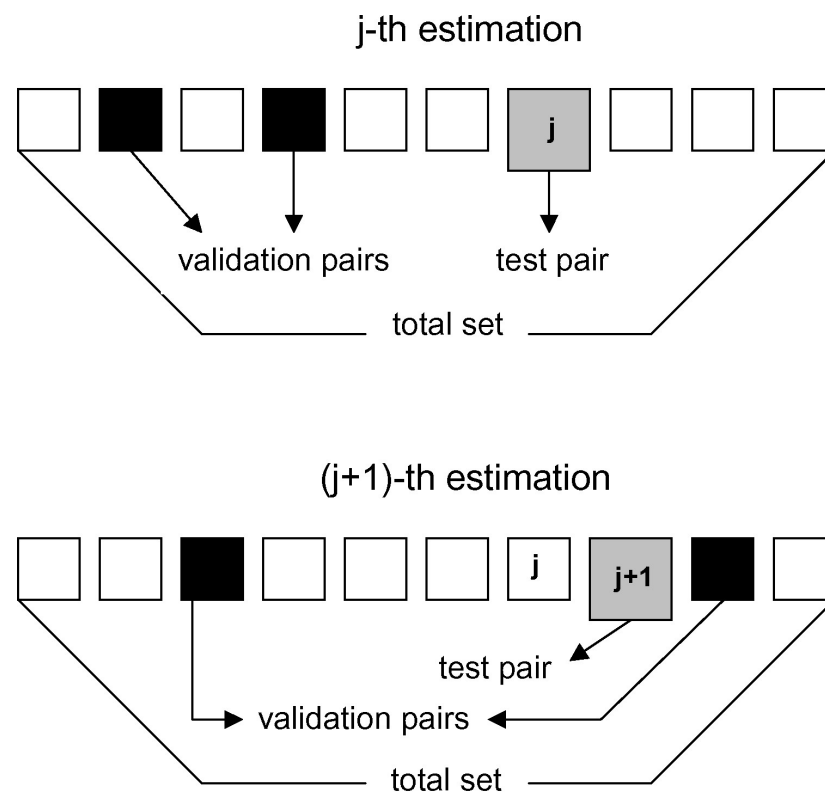 j-th estimation
j
validation pairs
test pair
total set
(j+1)-th estimation
j
j+1
test pair
validation pairs
total set